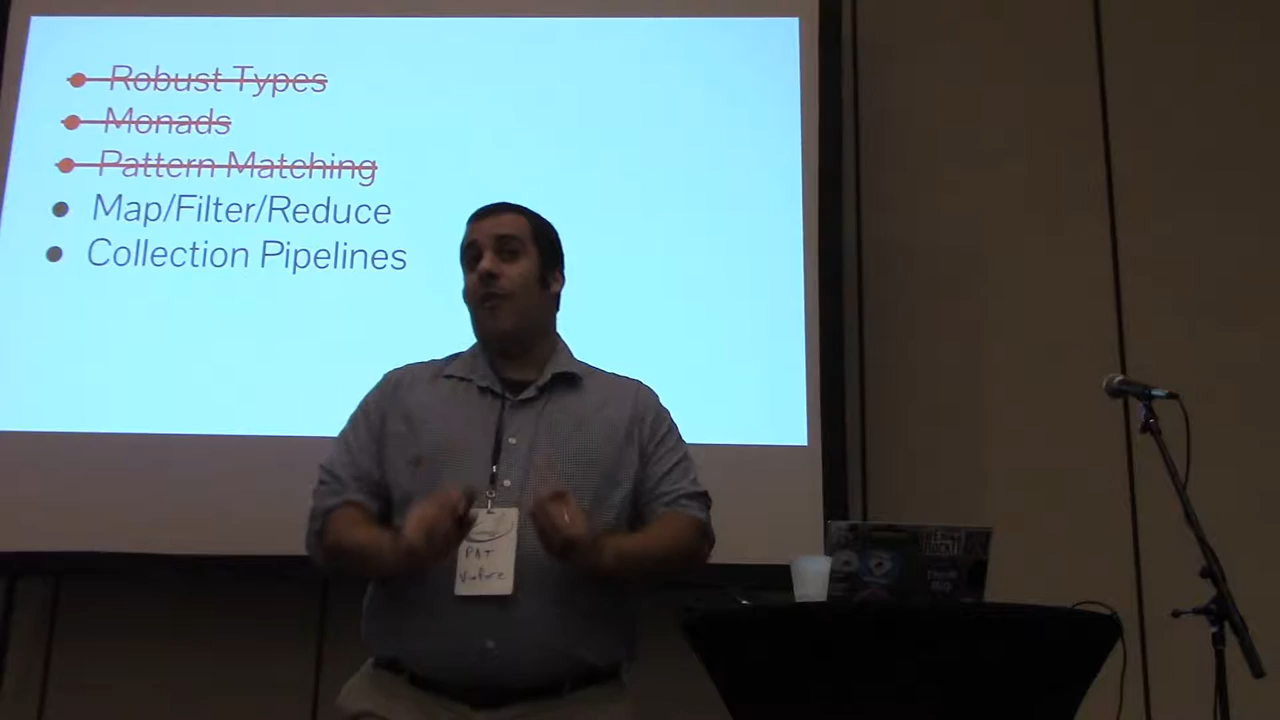 Robust Types
Monads
Pattern Matching
Map/Filter/Reduce
Collection Pipelines
PAT